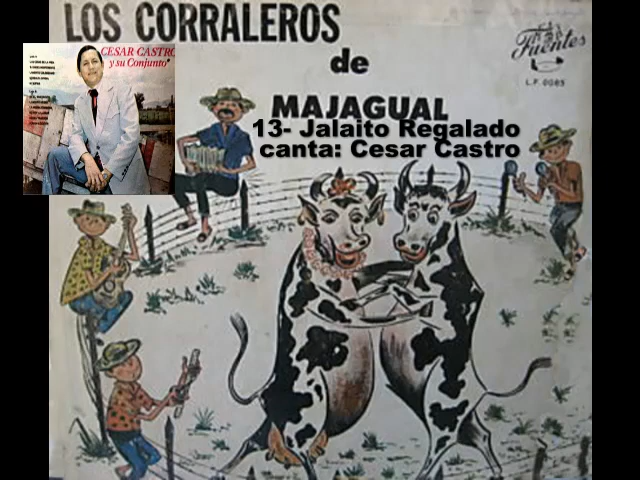 LOS CORRALEROS
de
MAJAGUAL
Fuentes
L.P. 0085
CESAR CASTRO
y su Conjunto"
13- Jalaito Regalado
canta: Cesar Castro